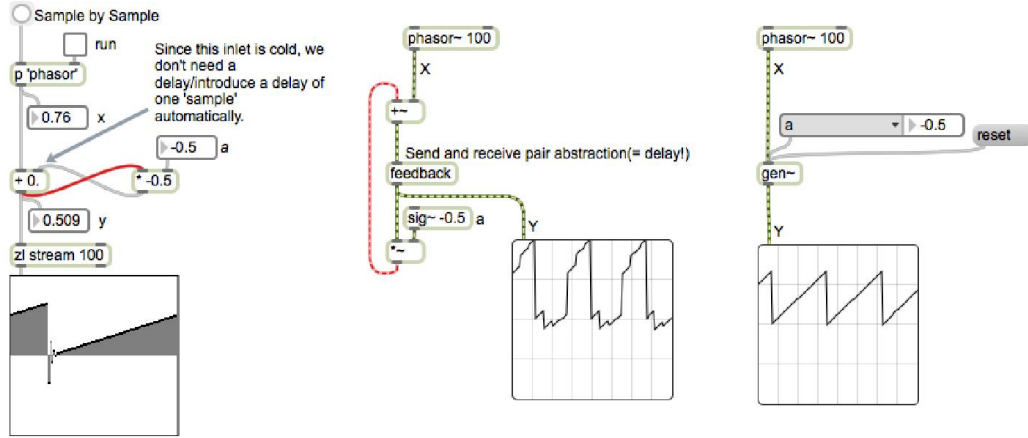 Sample by Sample
run
Since this inlet is cold, we
don't need a
delay/introduce a delay of
one 'sample'
automatically.
p 'phasor'
0.76 x
-0.5 a
+ 0.
* -0.5
0.509 y
zl stream 100
phasor~ 100
X
+~
Send and receive pair abstraction(= delay!)
feedback
sig~ -0.5 a
Y
*~
phasor~ 100
X
a -0.5
reset
gen~
Y